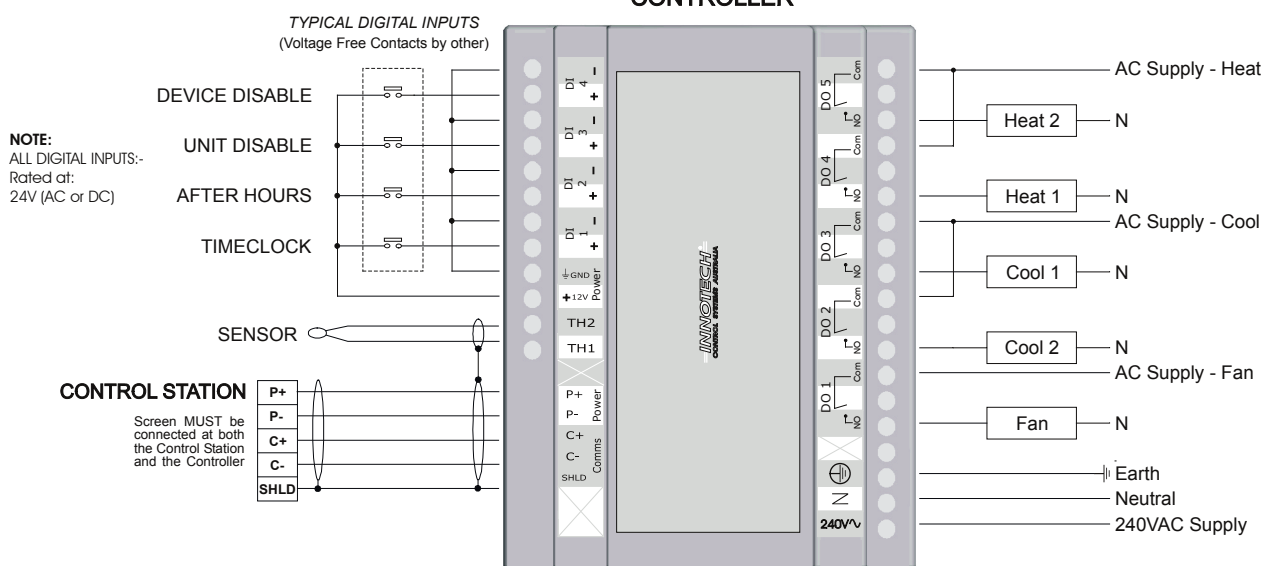 CONTROLLER
TYPICAL DIGITAL INPUTS
(Voltage Free Contacts by other)
DEVICE DISABLE
UNIT DISABLE
AFTER HOURS
TIMECLOCK
NOTE:
ALL DIGITAL INPUTS:-
Rated at:
24V (AC or DC)
SENSOR
CONTROL STATION
Screen MUST be
connected at both
the Control Station
and the Controller
P+
P-
C+
C-
SHLD
DI 4 - +
DI 3 - +
DI 2 - +
DI 1 - +
GND
+ 12V
Power
TH2
TH1
P+
P-
Power
C+
C-
Comms
SHLD
INNOTECH
CONTROL SYSTEMS AUSTRALIA
DO 5 Com NO
DO 4 Com NO
DO 3 Com NO
DO 2 Com NO
DO 1 Com NO
N
240V~
AC Supply - Heat
Heat 2 N
Heat 1 N
AC Supply - Cool
Cool 1 N
Cool 2 N
AC Supply - Fan
Fan N
Earth
Neutral
240VAC Supply